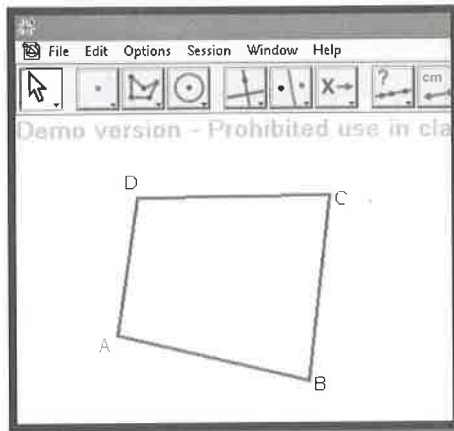 File Edit Options Session Window Help
? cm
X
Demo version - Prohibited use in cla
D
C
A
B